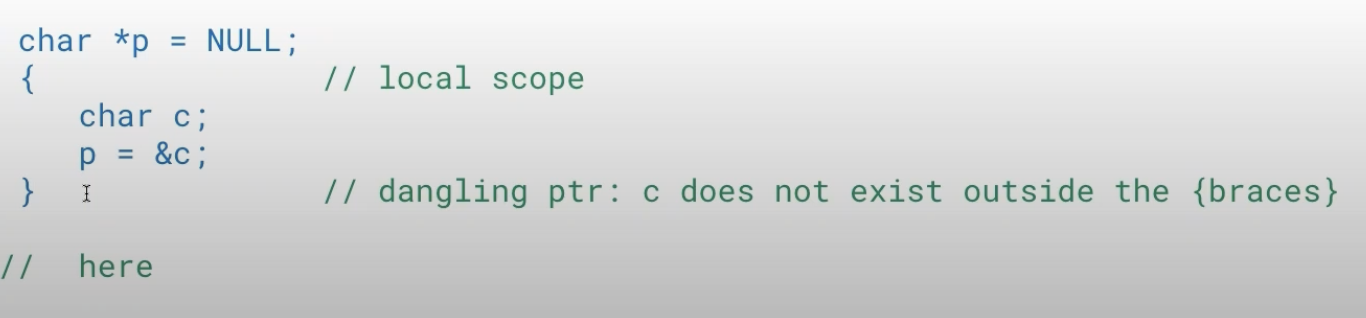 char *p = NULL;
{ // local scope
char c;
p = &c;
} // dangling ptr: c does not exist outside the {braces}
// here